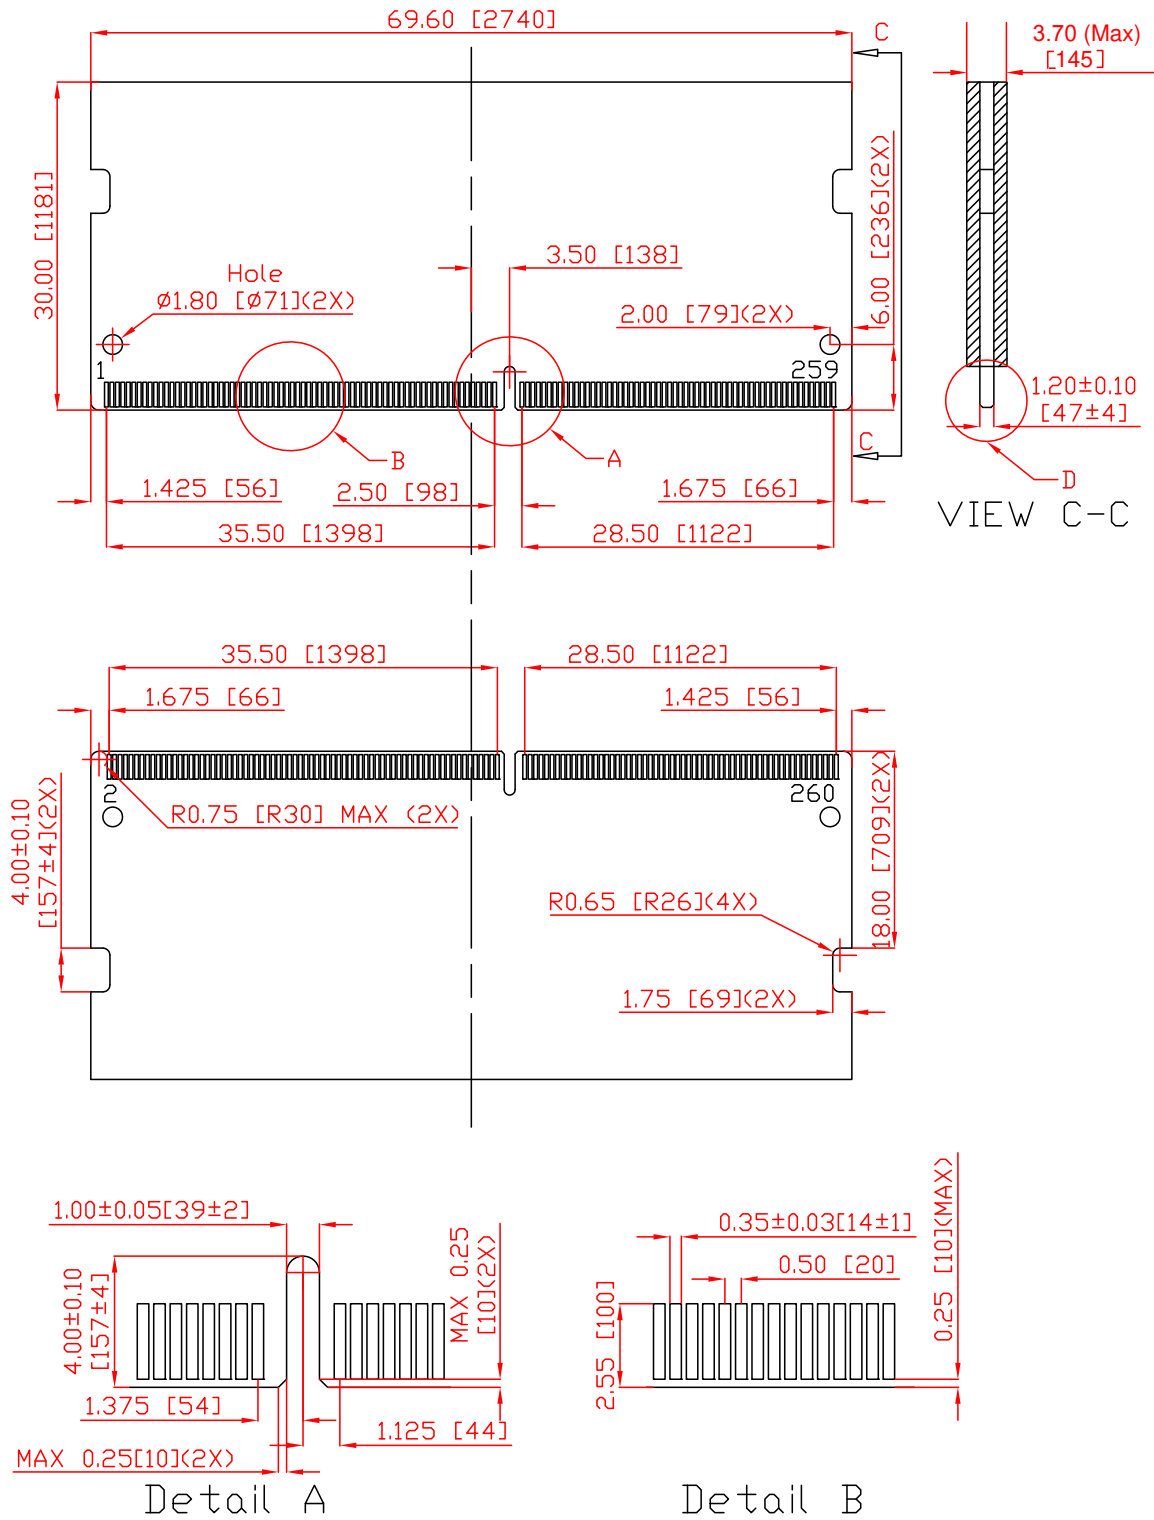 69.60 [2740]
C
3.70 (Max)
[145]
30.00 [1181]
6.00 [236](2X)
3.50 [138]
Hole
Ø1.80 [Ø71](2X)
2.00 [79](2X)
1
259
1.20±0.10
[47±4]
C
B
A
D
1.425 [56]
2.50 [98]
1.675 [66]
VIEW C-C
35.50 [1398]
28.50 [1122]
35.50 [1398]
28.50 [1122]
1.675 [66]
1.425 [56]
2
260
R0.75 [R30] MAX (2X)
4.00±0.10
[157±4](2X)
18.00 [709](2X)
R0.65 [R26](4X)
1.75 [69](2X)
1.00±0.05[39±2]
MAX 0.25
[10](2X)
4.00±0.10
[157±4]
1.375 [54]
1.125 [44]
MAX 0.25[10](2X)
Detail A
0.35±0.03[14±1]
0.50 [20]
0.25 [10](MAX)
2.55 [100]
Detail B